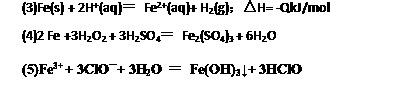 (3)Fe(s) + 2H⁺(aq)＝ Fe²⁺(aq)+ H₂(g)；△H= -QkJ/mol
(4)2 Fe +3H₂O₂ + 3H₂SO₄＝ Fe₂(SO₄)₃ + 6H₂O
(5)Fe³⁺ + 3ClO⁻+ 3H₂O ＝ Fe(OH)₃↓+ 3HClO